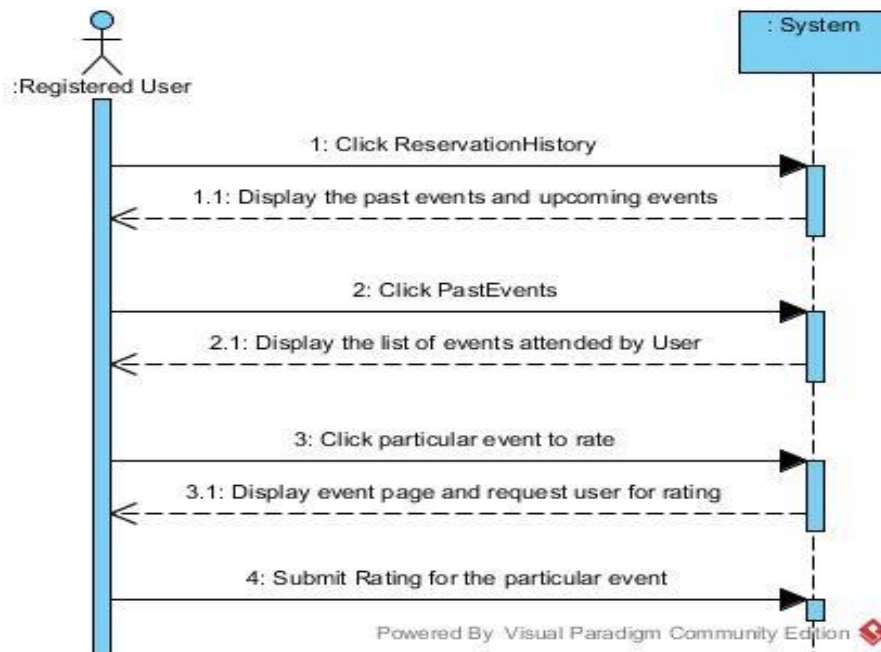 : System
:Registered User
1: Click ReservationHistory
1.1: Display the past events and upcoming events
2: Click PastEvents
2.1: Display the list of events attended by User
3: Click particular event to rate
3.1: Display event page and request user for rating
4: Submit Rating for the particular event
Powered By Visual Paradigm Community Edition